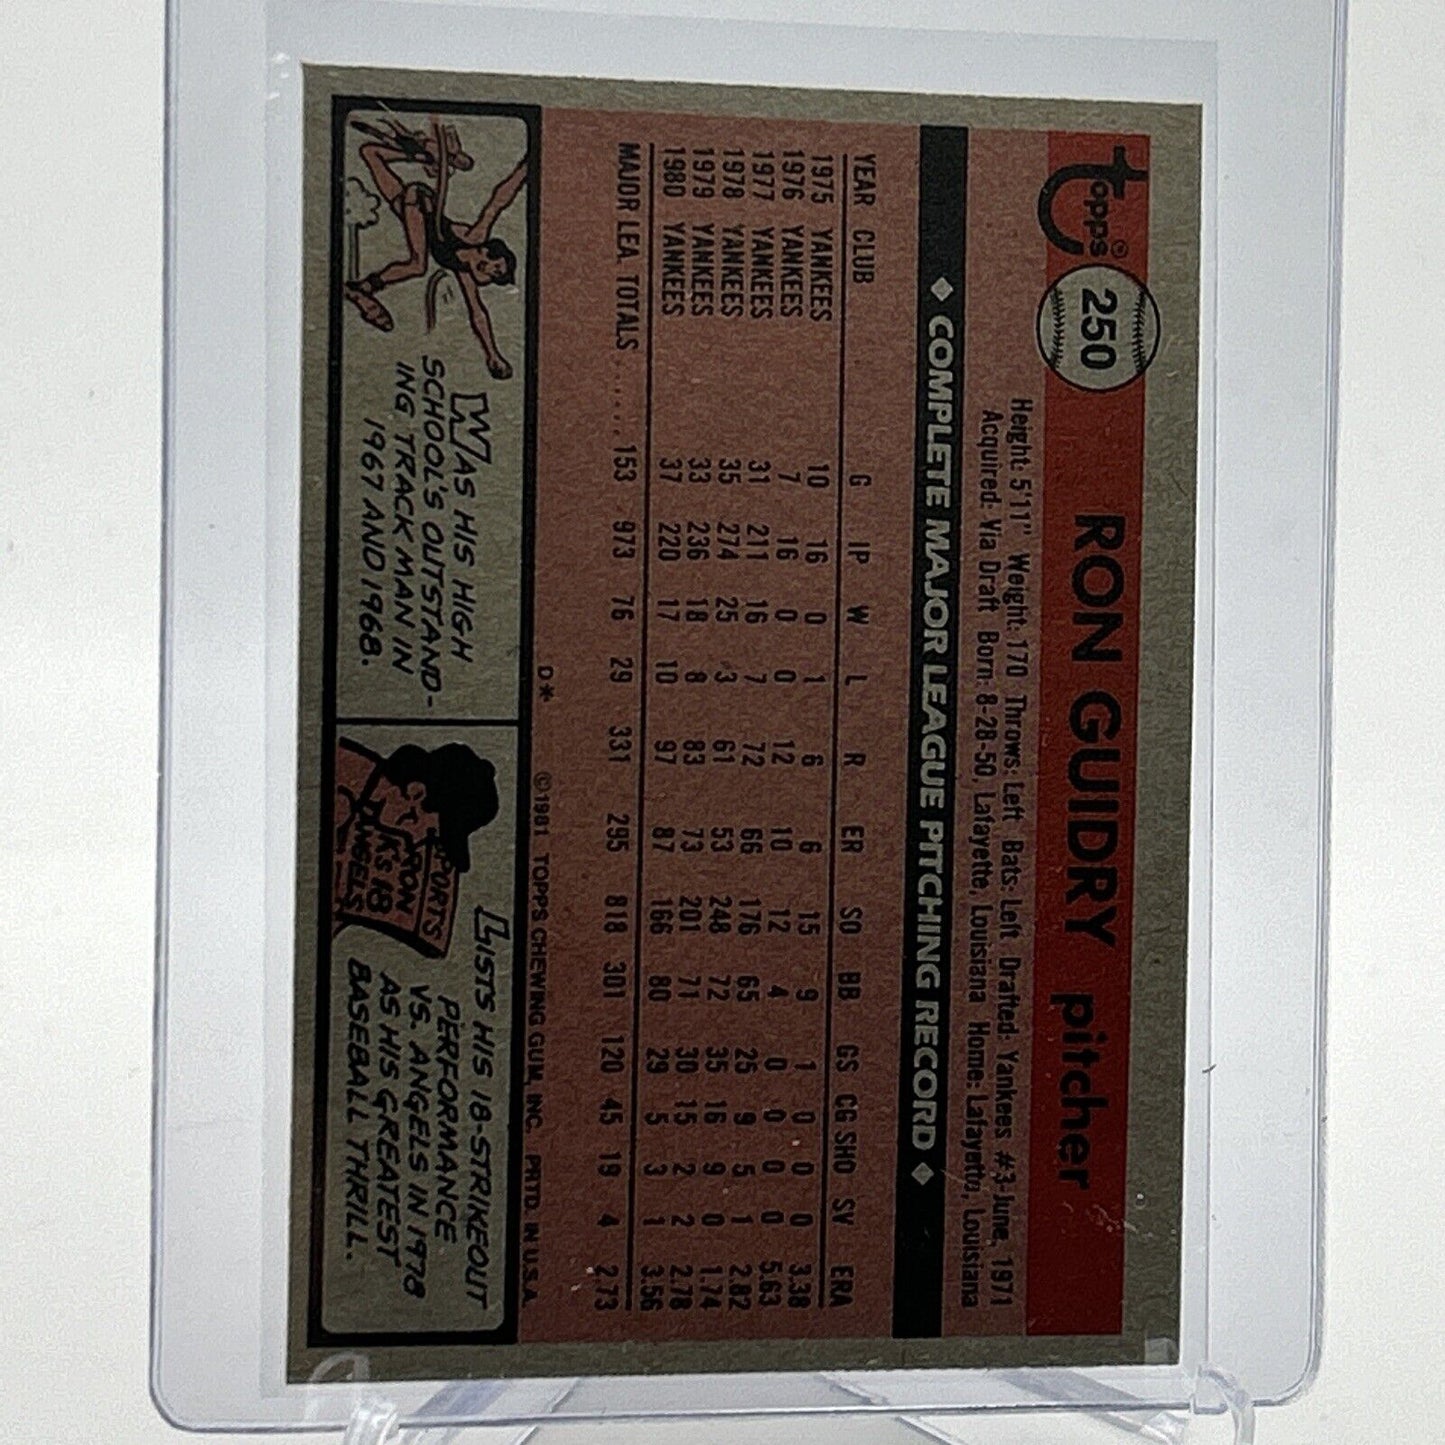 topps®
250
RON GUIDRY pitcher
Height: 5'11" Weight: 170 Throws: Left Bats: Left Drafted: Yankees #3-June, 1971
Acquired: Via Draft Born: 8-28-50, Lafayette, Louisiana Home: Lafayette, Louisiana
◆ COMPLETE MAJOR LEAGUE PITCHING RECORD ◆
YEAR CLUB G IP W L R ER SO BB GS CG SHO SV ERA
1975 YANKEES 10 16 0 1 6 6 15 9 1 0 0 0 3.38
1976 YANKEES 7 16 0 0 12 10 12 4 0 0 0 0 5.63
1977 YANKEES 31 211 16 7 72 66 176 65 25 9 5 1 2.82
1978 YANKEES 35 274 25 3 61 53 248 72 35 16 9 0 1.74
1979 YANKEES 33 236 18 8 83 73 201 71 30 15 2 2 2.78
1980 YANKEES 37 220 17 10 97 87 166 80 29 5 3 1 3.56
MAJOR LEA. TOTALS ..... 153 973 76 29 331 295 818 301 120 45 19 4 2.73
D* ©1981 TOPPS CHEWING GUM, INC. PRTD. IN U.S.A.
WAS HIS HIGH
SCHOOL'S OUTSTAND-
ING TRACK MAN IN
1967 AND 1968.
SPORTS
RON
K'S 18
ANGELS
LISTS HIS 18-STRIKEOUT
PERFORMANCE
VS. ANGELS IN 1978
AS HIS GREATEST
BASEBALL THRILL.